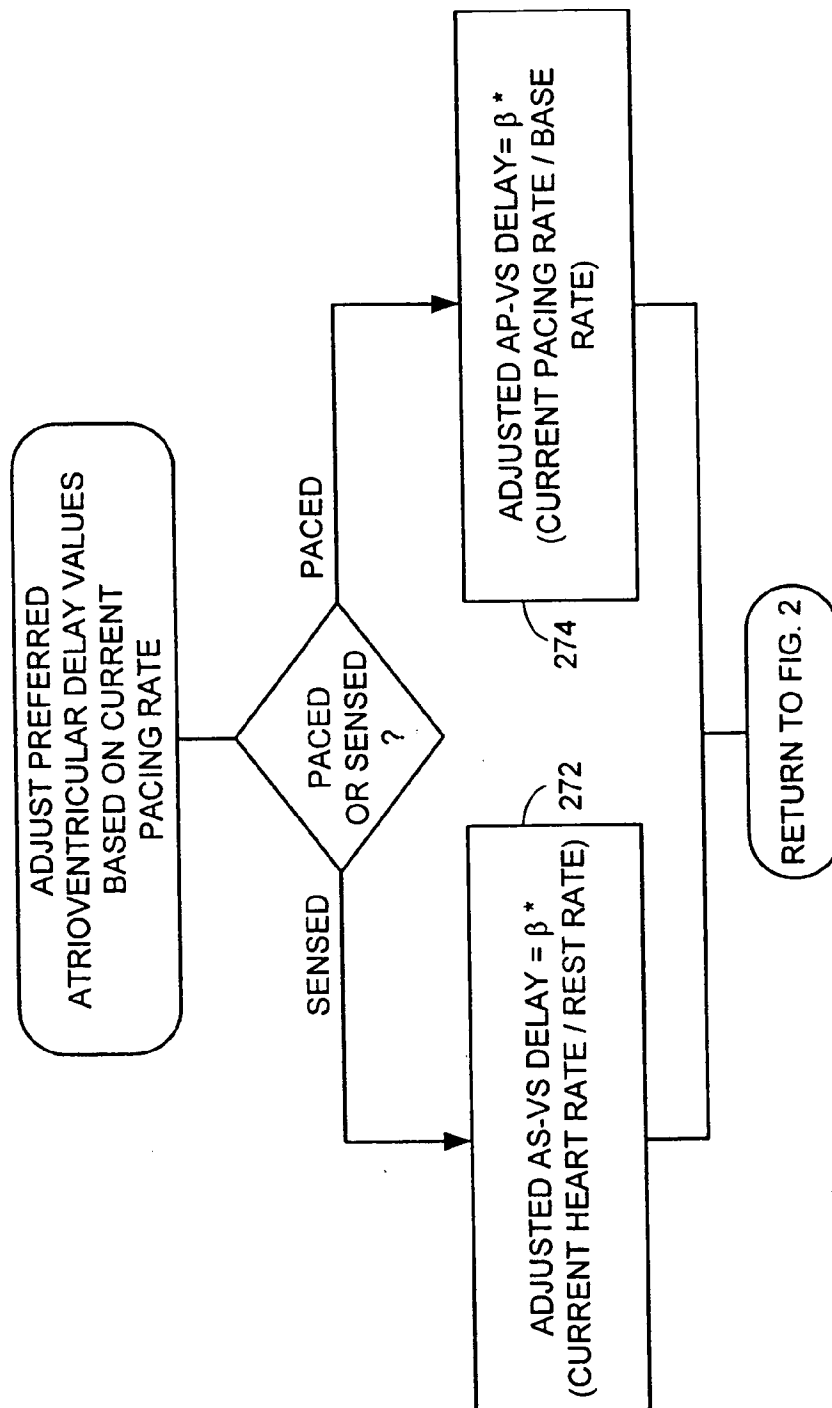 ADJUST PREFERRED
ATRIOVENTRICULAR DELAY VALUES
BASED ON CURRENT
PACING RATE
PACED
OR SENSED
?
SENSED
PACED
272
ADJUSTED AS-VS DELAY = β *
(CURRENT HEART RATE / REST RATE)
274
ADJUSTED AP-VS DELAY= β *
(CURRENT PACING RATE / BASE
RATE)
RETURN TO FIG. 2